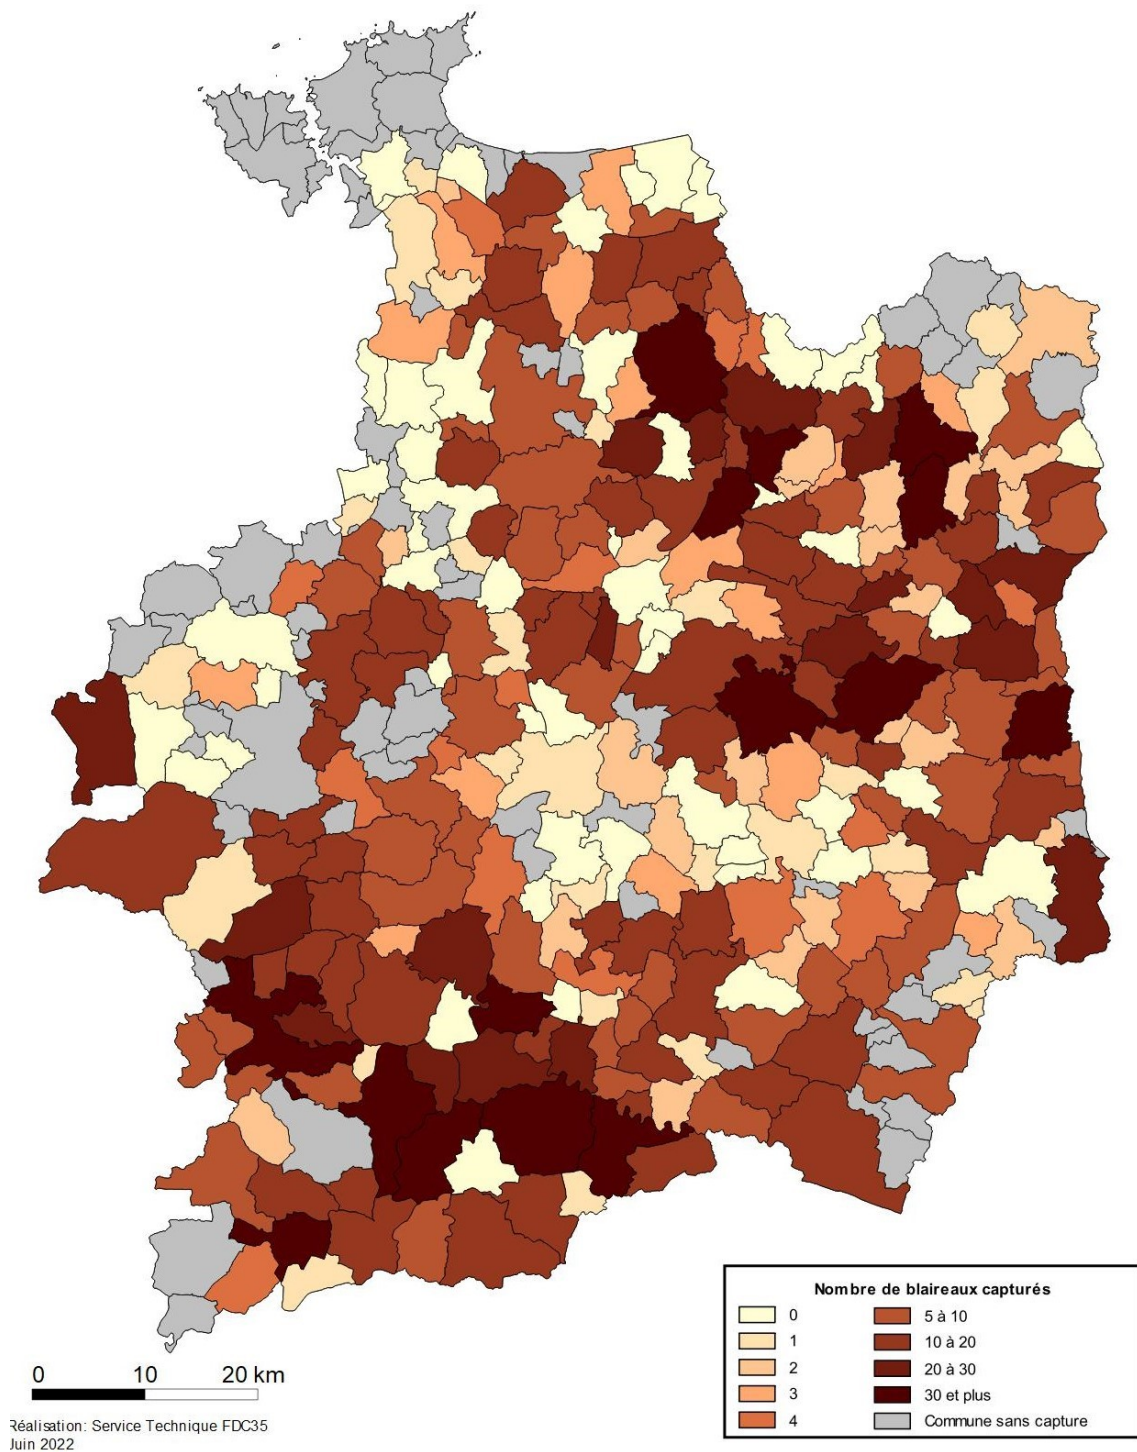 Nombre de blaireaux capturés
0
5 à 10
1
10 à 20
2
20 à 30
3
30 et plus
4
Commune sans capture
0 10 20 km
Réalisation: Service Technique FDC35
Juin 2022